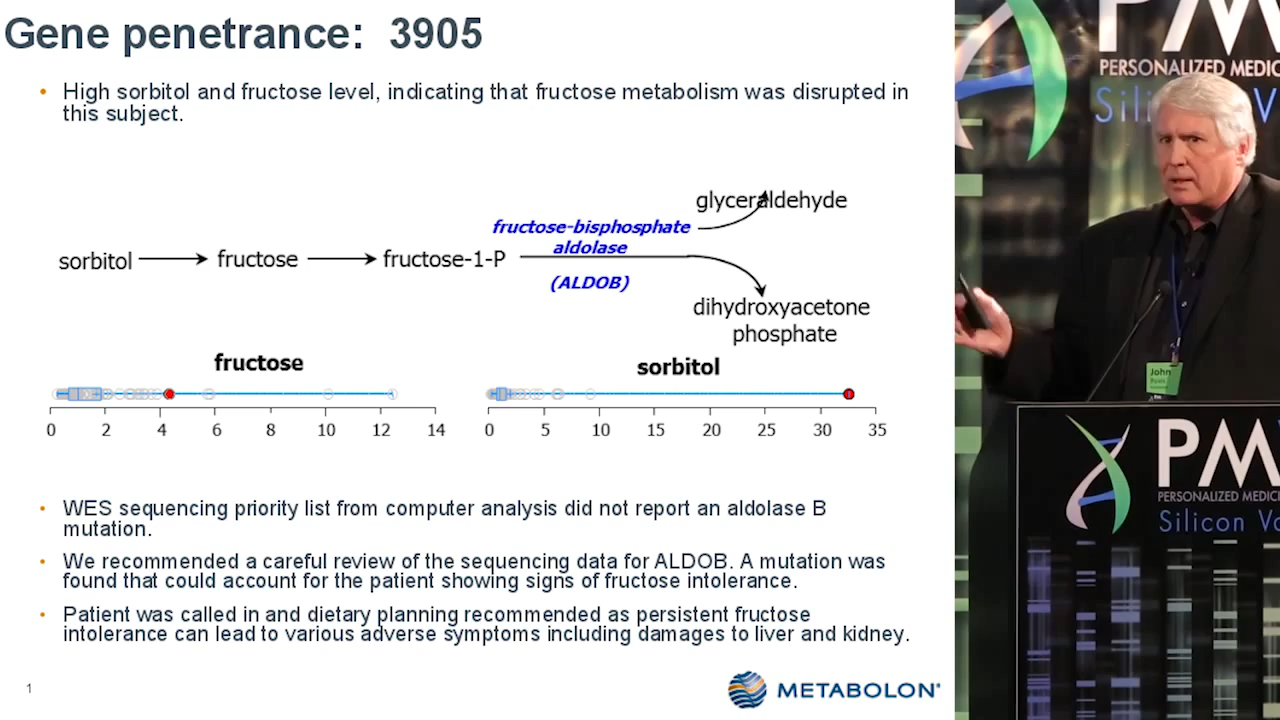 Gene penetrance: 3905
• High sorbitol and fructose level, indicating that fructose metabolism was disrupted in
this subject.
glyceraldehyde
fructose-bisphosphate
aldolase
sorbitol
fructose
fructose-1-P
(ALDOB)
dihydroxyacetone
phosphate
fructose
sorbitol
0 2 4 6 8 10 12 14
0 5 10 15 20 25 30 35
• WES sequencing priority list from computer analysis did not report an aldolase B
mutation.
• We recommended a careful review of the sequencing data for ALDOB. A mutation was
found that could account for the patient showing signs of fructose intolerance.
• Patient was called in and dietary planning recommended as persistent fructose
intolerance can lead to various adverse symptoms including damages to liver and kidney.
1
METABOLON
PM
PERSONALIZED MEDIC
Sili V
John
PM
PERSONALIZED MEDIC
Silicon Va